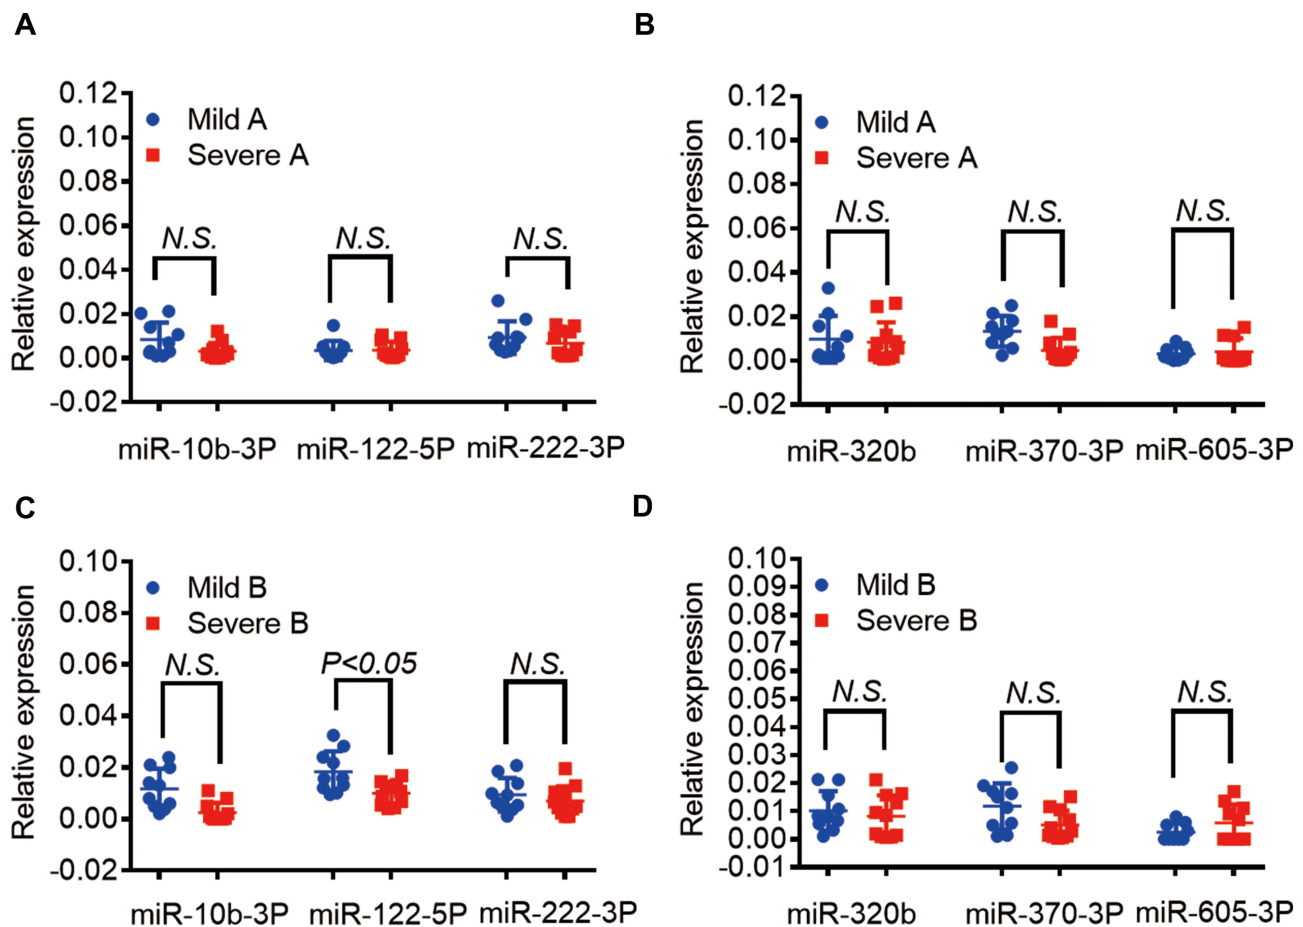 A
0.12
0.10
0.08
0.06
0.04
0.02
0.00
-0.02
Relative expression
Mild A
Severe A
N.S.
N.S.
N.S.
miR-10b-3P
miR-122-5P
miR-222-3P
B
0.12
0.10
0.08
0.06
0.04
0.02
0.00
-0.02
Relative expression
Mild A
Severe A
N.S.
N.S.
N.S.
miR-320b
miR-370-3P
miR-605-3P
C
0.10
0.08
0.06
0.04
0.02
0.00
-0.02
Relative expression
Mild B
Severe B
N.S.
P<0.05
N.S.
miR-10b-3P
miR-122-5P
miR-222-3P
D
0.10
0.09
0.08
0.07
0.06
0.05
0.04
0.03
0.02
0.01
0.00
-0.01
Relative expression
Mild B
Severe B
N.S.
N.S.
N.S.
miR-320b
miR-370-3P
miR-605-3P